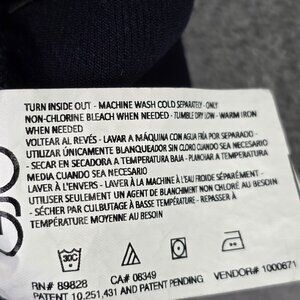 TURN INSIDE OUT - MACHINE WASH COLD SEPARATELY - ONLY
NON-CHLORINE BLEACH WHEN NEEDED - TUMBLE DRY LOW - WARM IRON
WHEN NEEDED
VOLTEAR AL REVÉS - LAVAR A MÁQUINA CON AGUA FRÍA POR SEPARADO -
UTILIZAR ÚNICAMENTE BLANQUEADOR SIN CLORO CUANDO SEA NECESARIO
- SECAR EN SECADORA A TEMPERATURA BAJA - PLANCHAR A TEMPERATURA
MEDIA CUANDO SEA NECESARIO
LAVER À L'ENVERS - LAVER À LA MACHINE À L'EAU FROIDE SÉPARÉMENT -
UTILISER SEULEMENT UN AGENT DE BLANCHIMENT NON CHLORÉ AU BESOIN
- SÉCHER PAR CULBUTAGE À BASSE TEMPÉRATURE - REPASSER À
TEMPÉRATURE MOYENNE AU BESOIN
30C
RN# 89828 CA# 06349 VENDOR# 1000671
PATENT 10,251,431 AND PATENT PENDING